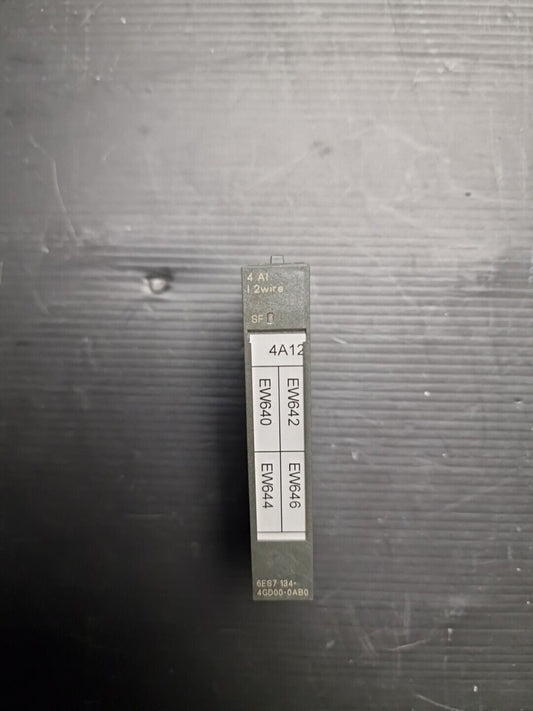 4 AI
I 2wire
SF
4A12
EW640
EW642
EW644
EW646
6ES7 134-
4GD00-0AB0